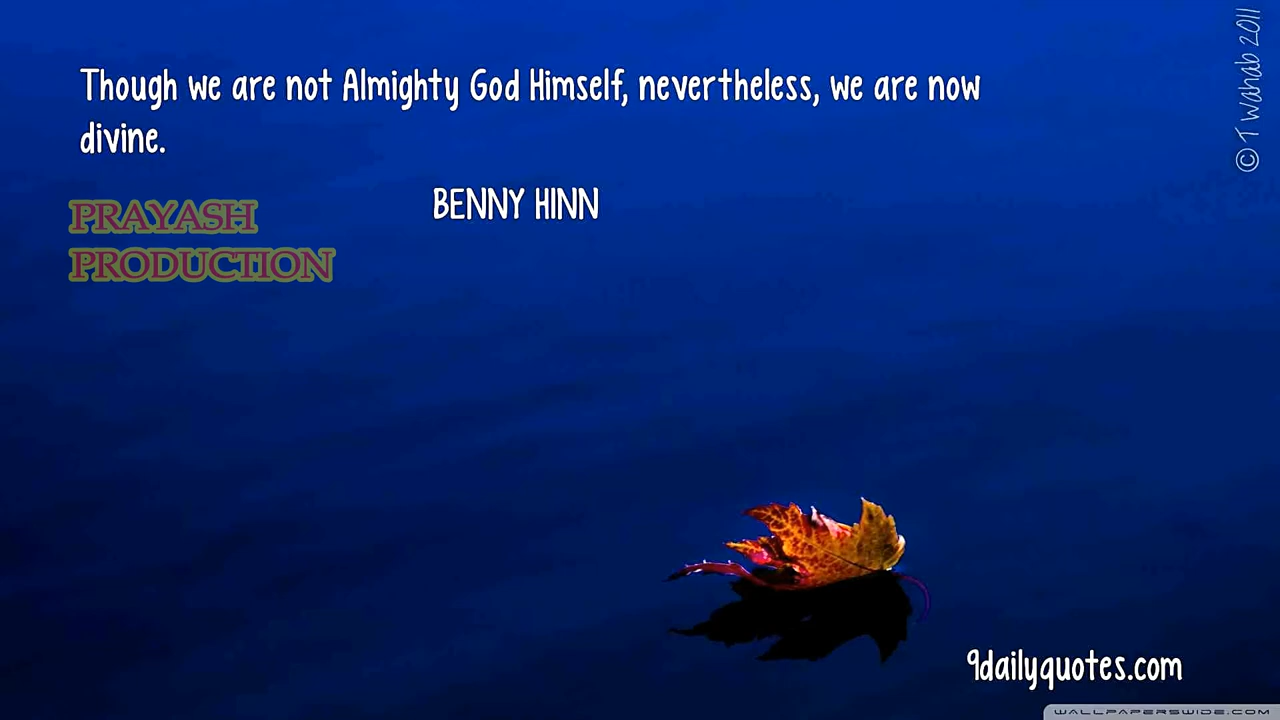 Though we are not Almighty God Himself, nevertheless, we are now
divine.
BENNY HINN
PRAYASH
PRODUCTION
© T Wahab 2011
9dailyquotes.com
WALLPAPERSWIDE.COM